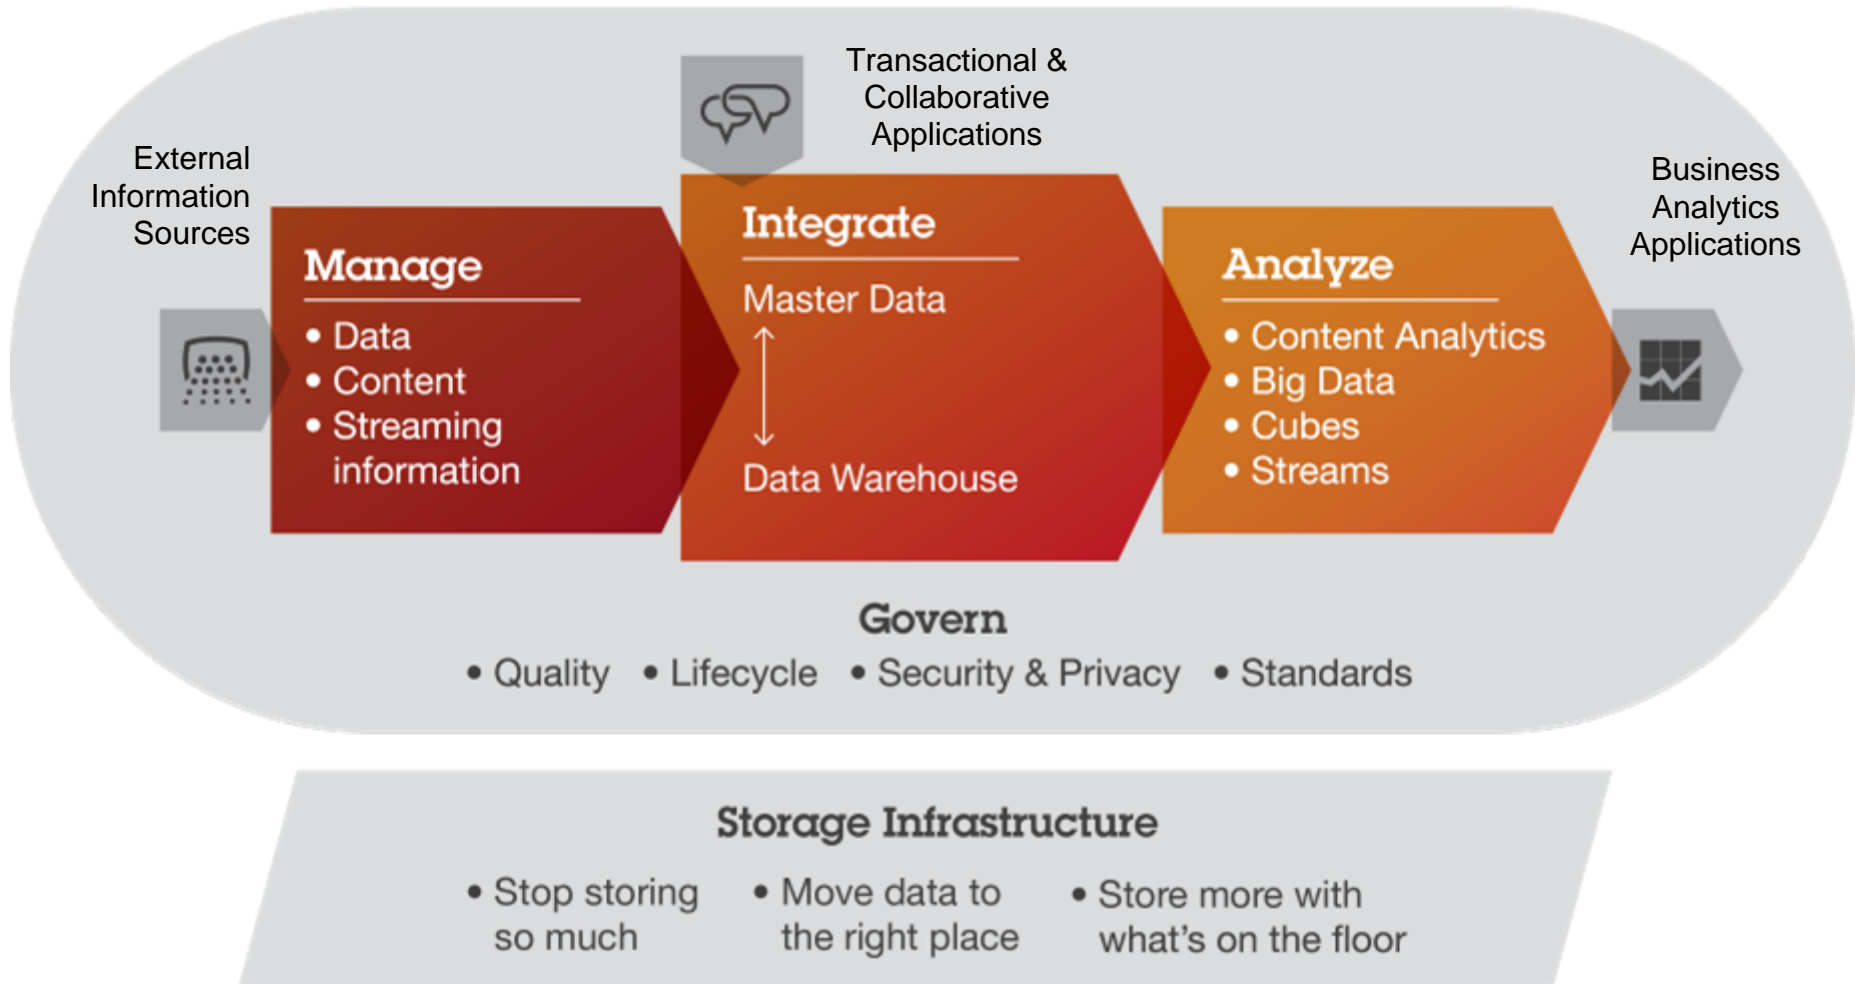 Transactional &
Collaborative
Applications
External
Information
Sources
Business
Analytics
Applications
Manage
• Data
• Content
• Streaming
information
Integrate
Master Data
Data Warehouse
Analyze
• Content Analytics
• Big Data
• Cubes
• Streams
Govern
• Quality • Lifecycle • Security & Privacy • Standards
Storage Infrastructure
• Stop storing
so much
• Move data to
the right place
• Store more with
what's on the floor